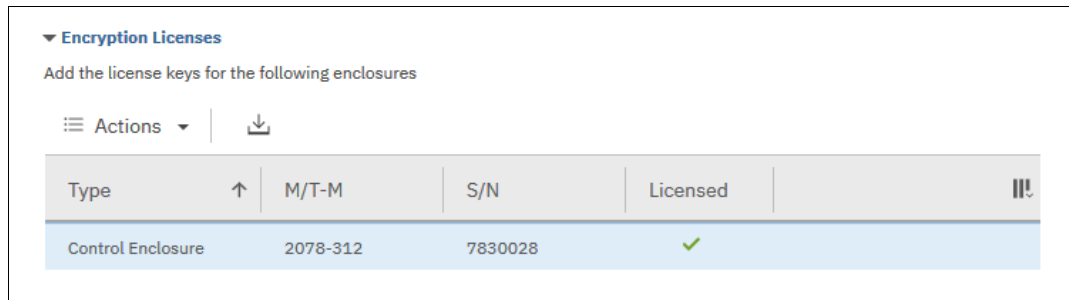 Encryption Licenses
Add the license keys for the following enclosures
Actions
Type M/T-M S/N Licensed
Control Enclosure 2078-312 7830028